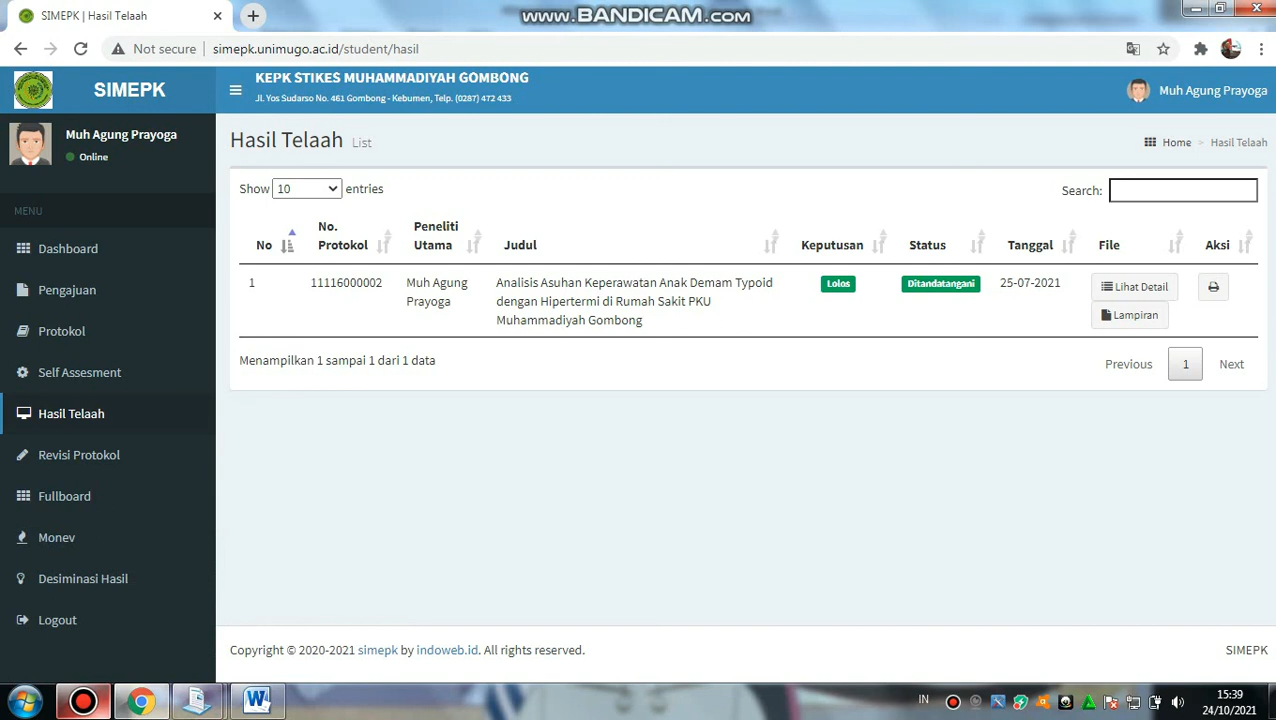 SIMEPK | Hasil Telaah
www.BANDICAM.com
Not secure
simepk.unimugo.ac.id/student/hasil
SIMEPK
KEPK STIKES MUHAMMADIYAH GOMBONG
Jl. Yos Sudarso No. 461 Gombong - Kebumen, Telp. (0287) 472 433
Muh Agung Prayoga
Muh Agung Prayoga
Online
MENU
Dashboard
Pengajuan
Protokol
Self Assesment
Hasil Telaah
Revisi Protokol
Fullboard
Monev
Desiminasi Hasil
Logout
Hasil Telaah List
Home > Hasil Telaah
Show 10 entries
Search:
No
No. Protokol
Peneliti Utama
Judul
Keputusan
Status
Tanggal
File
Aksi
1
11116000002
Muh Agung
Prayoga
Analisis Asuhan Keperawatan Anak Demam Typoid
dengan Hipertermi di Rumah Sakit PKU
Muhammadiyah Gombong
Lolos
Ditandatangani
25-07-2021
Lihat Detail
Lampiran
Menampilkan 1 sampai 1 dari 1 data
Previous 1 Next
Copyright © 2020-2021 simepk by indoweb.id. All rights reserved.
SIMEPK
IN
15:39
24/10/2021